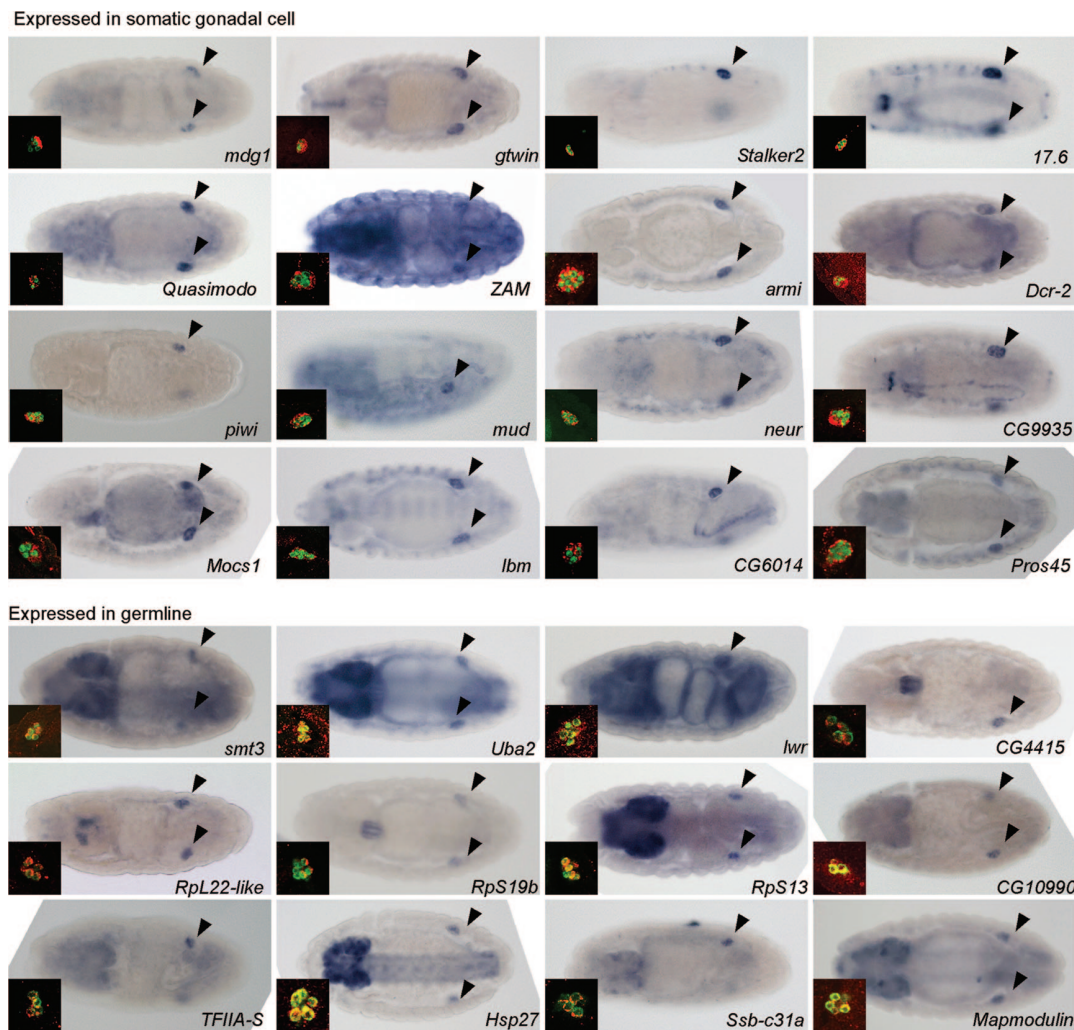 Expressed in somatic gonadal cell
mdg1 gtwin Stalker2 17.6
Quasimodo ZAM armi Dcr-2
piwi mud neur CG9935
Mocs1 lbm CG6014 Pros45
Expressed in germline
smt3 Uba2 lwr CG4415
RpL22-like RpS19b RpS13 CG10990
TFIIA-S Hsp27 Ssb-c31a Mapmodulin